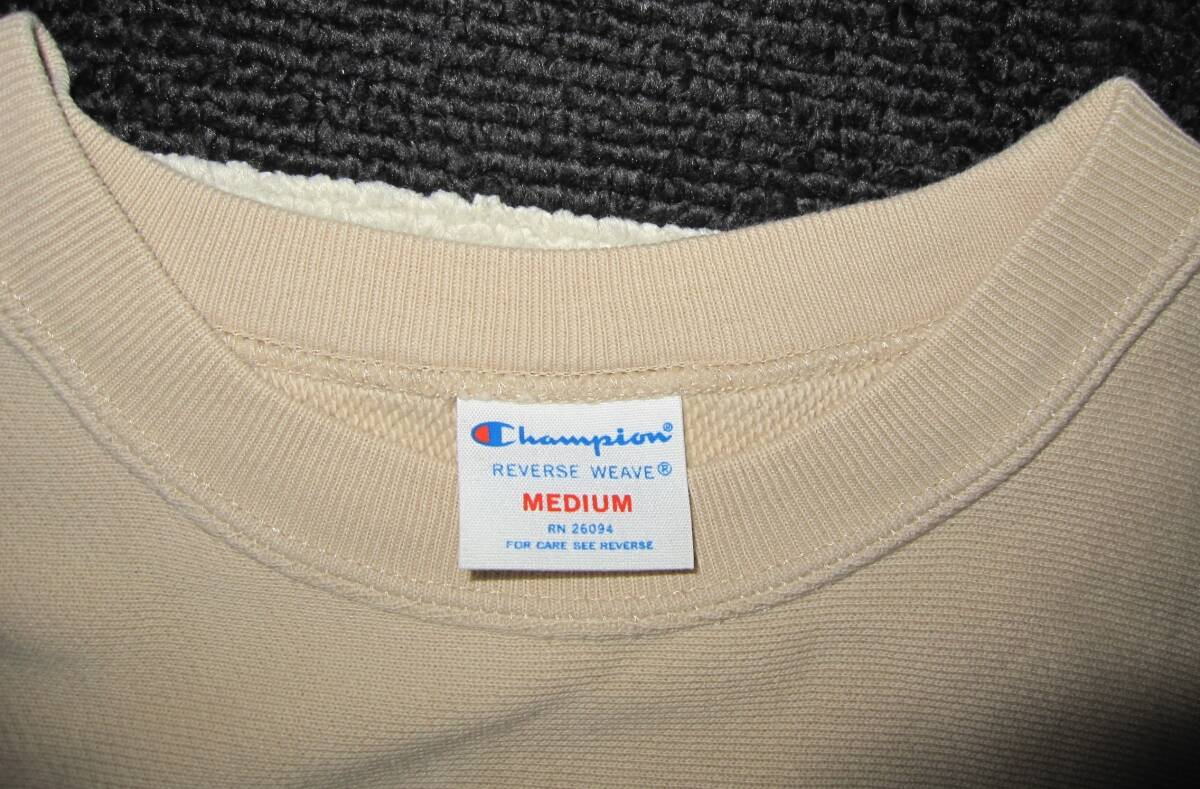 Champion®
REVERSE WEAVE®
MEDIUM
RN 26094
FOR CARE SEE REVERSE